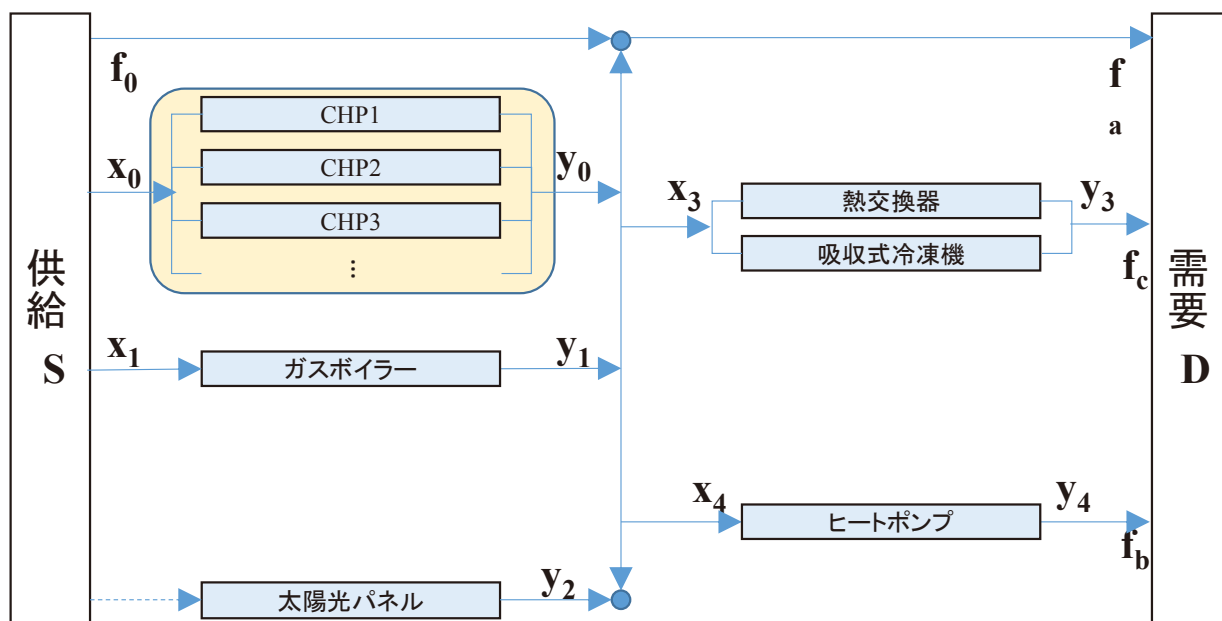 f₀
f
a
CHP1
x₀
CHP2
y₀
CHP3
⋮
x₃
熱交換器
y₃
吸収式冷凍機
f_c
供給
S
需要
D
x₁
ガスボイラー
y₁
x₄
ヒートポンプ
y₄
f_b
太陽光パネル
y₂